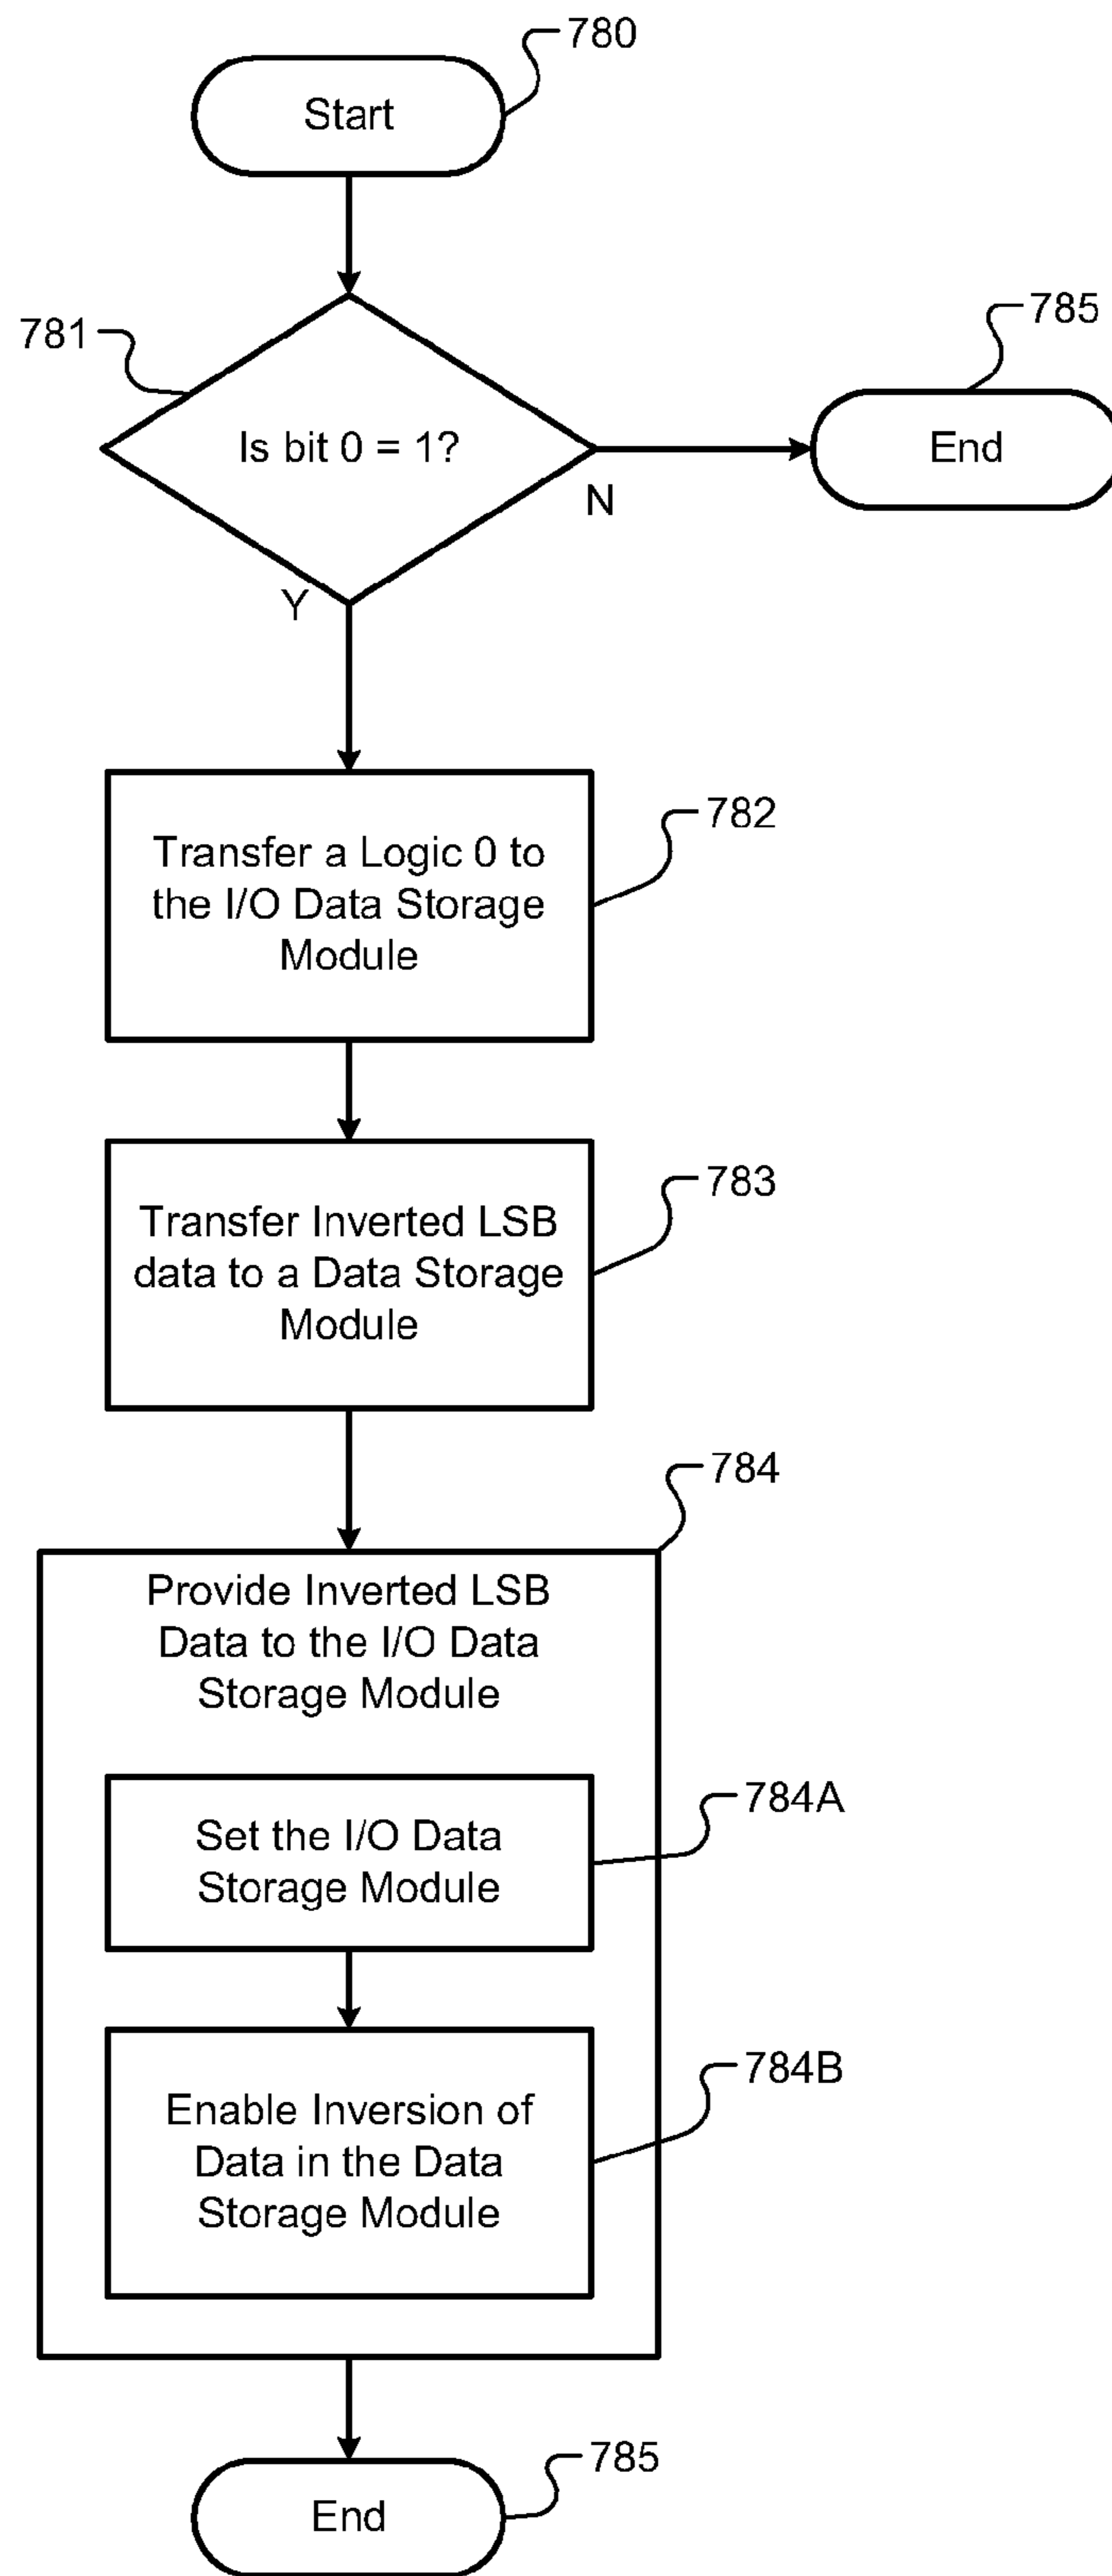 780
Start
785
781
Is bit 0 = 1?
End
N
Y
782
Transfer a Logic 0 to
the I/O Data Storage
Module
783
Transfer Inverted LSB
data to a Data Storage
Module
784
Provide Inverted LSB
Data to the I/O Data
Storage Module
784A
Set the I/O Data
Storage Module
784B
Enable Inversion of
Data in the Data
Storage Module
785
End